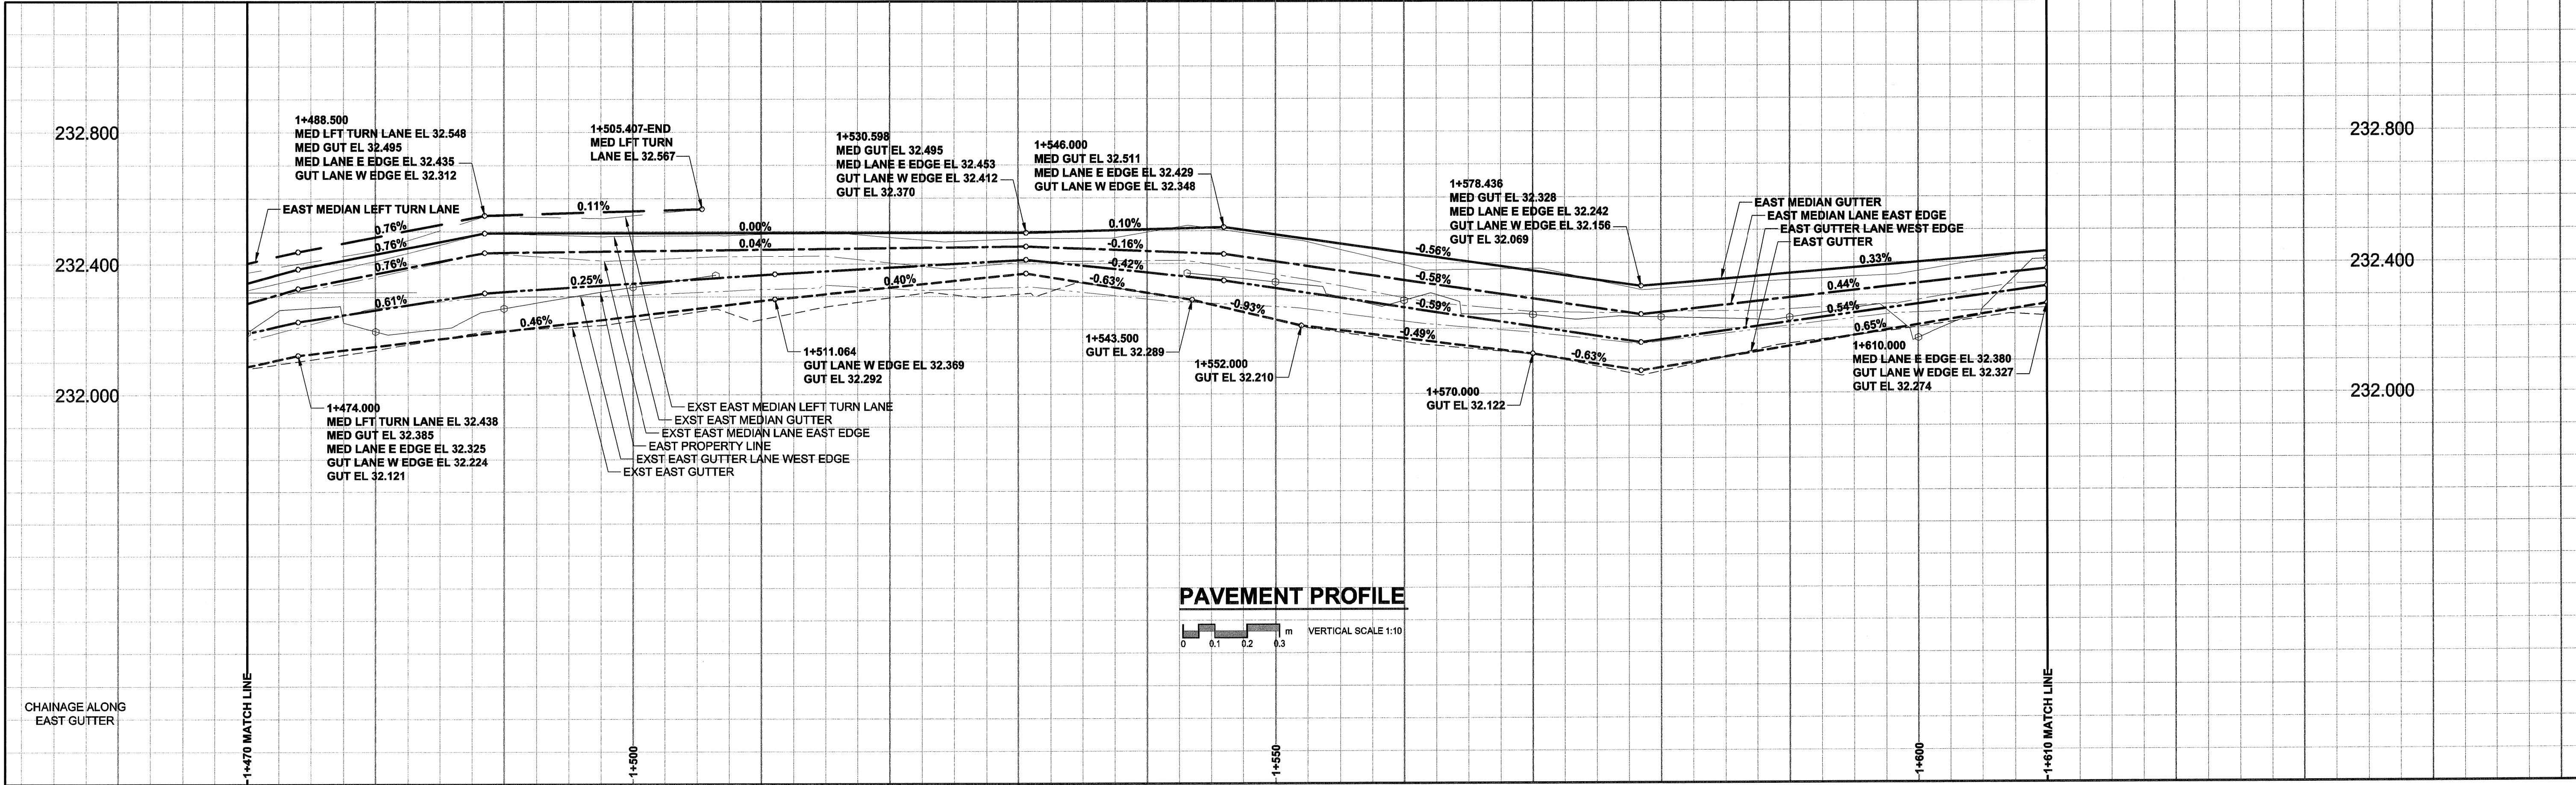 232.800
232.400
232.000
1+488.500
MED LFT TURN LANE EL 32.548
MED GUT EL 32.495
MED LANE E EDGE EL 32.435
GUT LANE W EDGE EL 32.312
EAST MEDIAN LEFT TURN LANE
1+505.407-END
MED LFT TURN
LANE EL 32.567
1+530.598
MED GUT EL 32.495
MED LANE E EDGE EL 32.453
GUT LANE W EDGE EL 32.412
GUT EL 32.370
1+546.000
MED GUT EL 32.511
MED LANE E EDGE EL 32.429
GUT LANE W EDGE EL 32.348
1+578.436
MED GUT EL 32.328
MED LANE E EDGE EL 32.242
GUT LANE W EDGE EL 32.156
GUT EL 32.069
EAST MEDIAN GUTTER
EAST MEDIAN LANE EAST EDGE
EAST GUTTER LANE WEST EDGE
EAST GUTTER
232.800
232.400
232.000
0.76%
0.76%
0.76%
0.61%
0.46%
0.11%
0.00%
0.04%
0.25%
0.40%
0.10%
-0.16%
-0.42%
-0.63%
-0.93%
-0.56%
-0.58%
-0.59%
-0.49%
-0.63%
0.33%
0.44%
0.54%
0.65%
1+474.000
MED LFT TURN LANE EL 32.438
MED GUT EL 32.385
MED LANE E EDGE EL 32.325
GUT LANE W EDGE EL 32.224
GUT EL 32.121
EXST EAST MEDIAN LEFT TURN LANE
EXST EAST MEDIAN GUTTER
EXST EAST MEDIAN LANE EAST EDGE
EAST PROPERTY LINE
EXST EAST GUTTER LANE WEST EDGE
EXST EAST GUTTER
1+511.064
GUT LANE W EDGE EL 32.369
GUT EL 32.292
1+543.500
GUT EL 32.289
1+552.000
GUT EL 32.210
1+570.000
GUT EL 32.122
1+610.000
MED LANE E EDGE EL 32.380
GUT LANE W EDGE EL 32.327
GUT EL 32.274
PAVEMENT PROFILE
0 0.1 0.2 0.3 m VERTICAL SCALE 1:10
CHAINAGE ALONG
EAST GUTTER
1+470 MATCH LINE
1+500
1+550
1+600
1+610 MATCH LINE